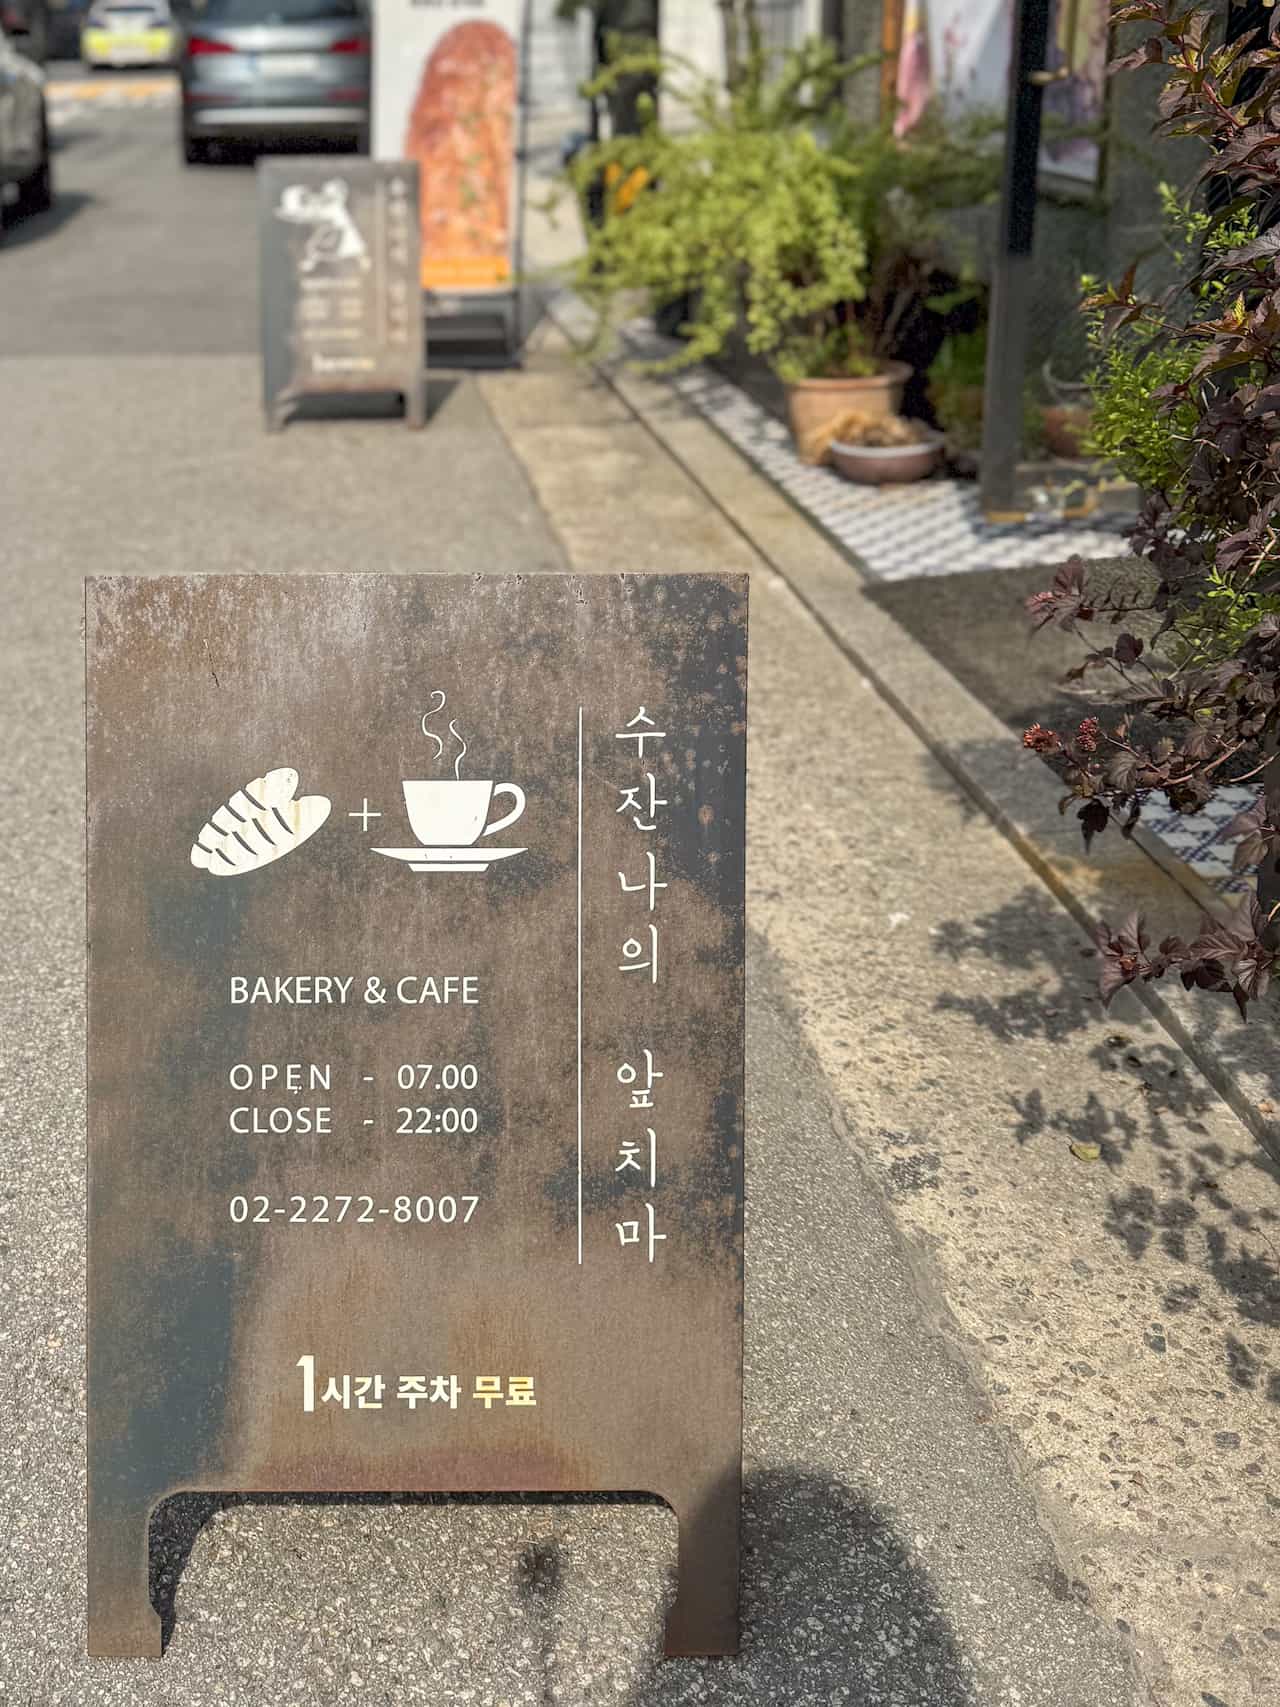 BAKERY & CAFE
OPEN - 07.00
CLOSE - 22:00
02-2272-8007
수잔나의 앞치마
1시간 주차 무료